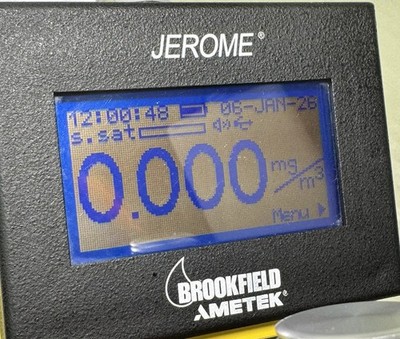 JEROME®
12:00:48 06-JAN-26
s.sat
0.000 mg/m³
Menu
BROOKFIELD
AMETEK®